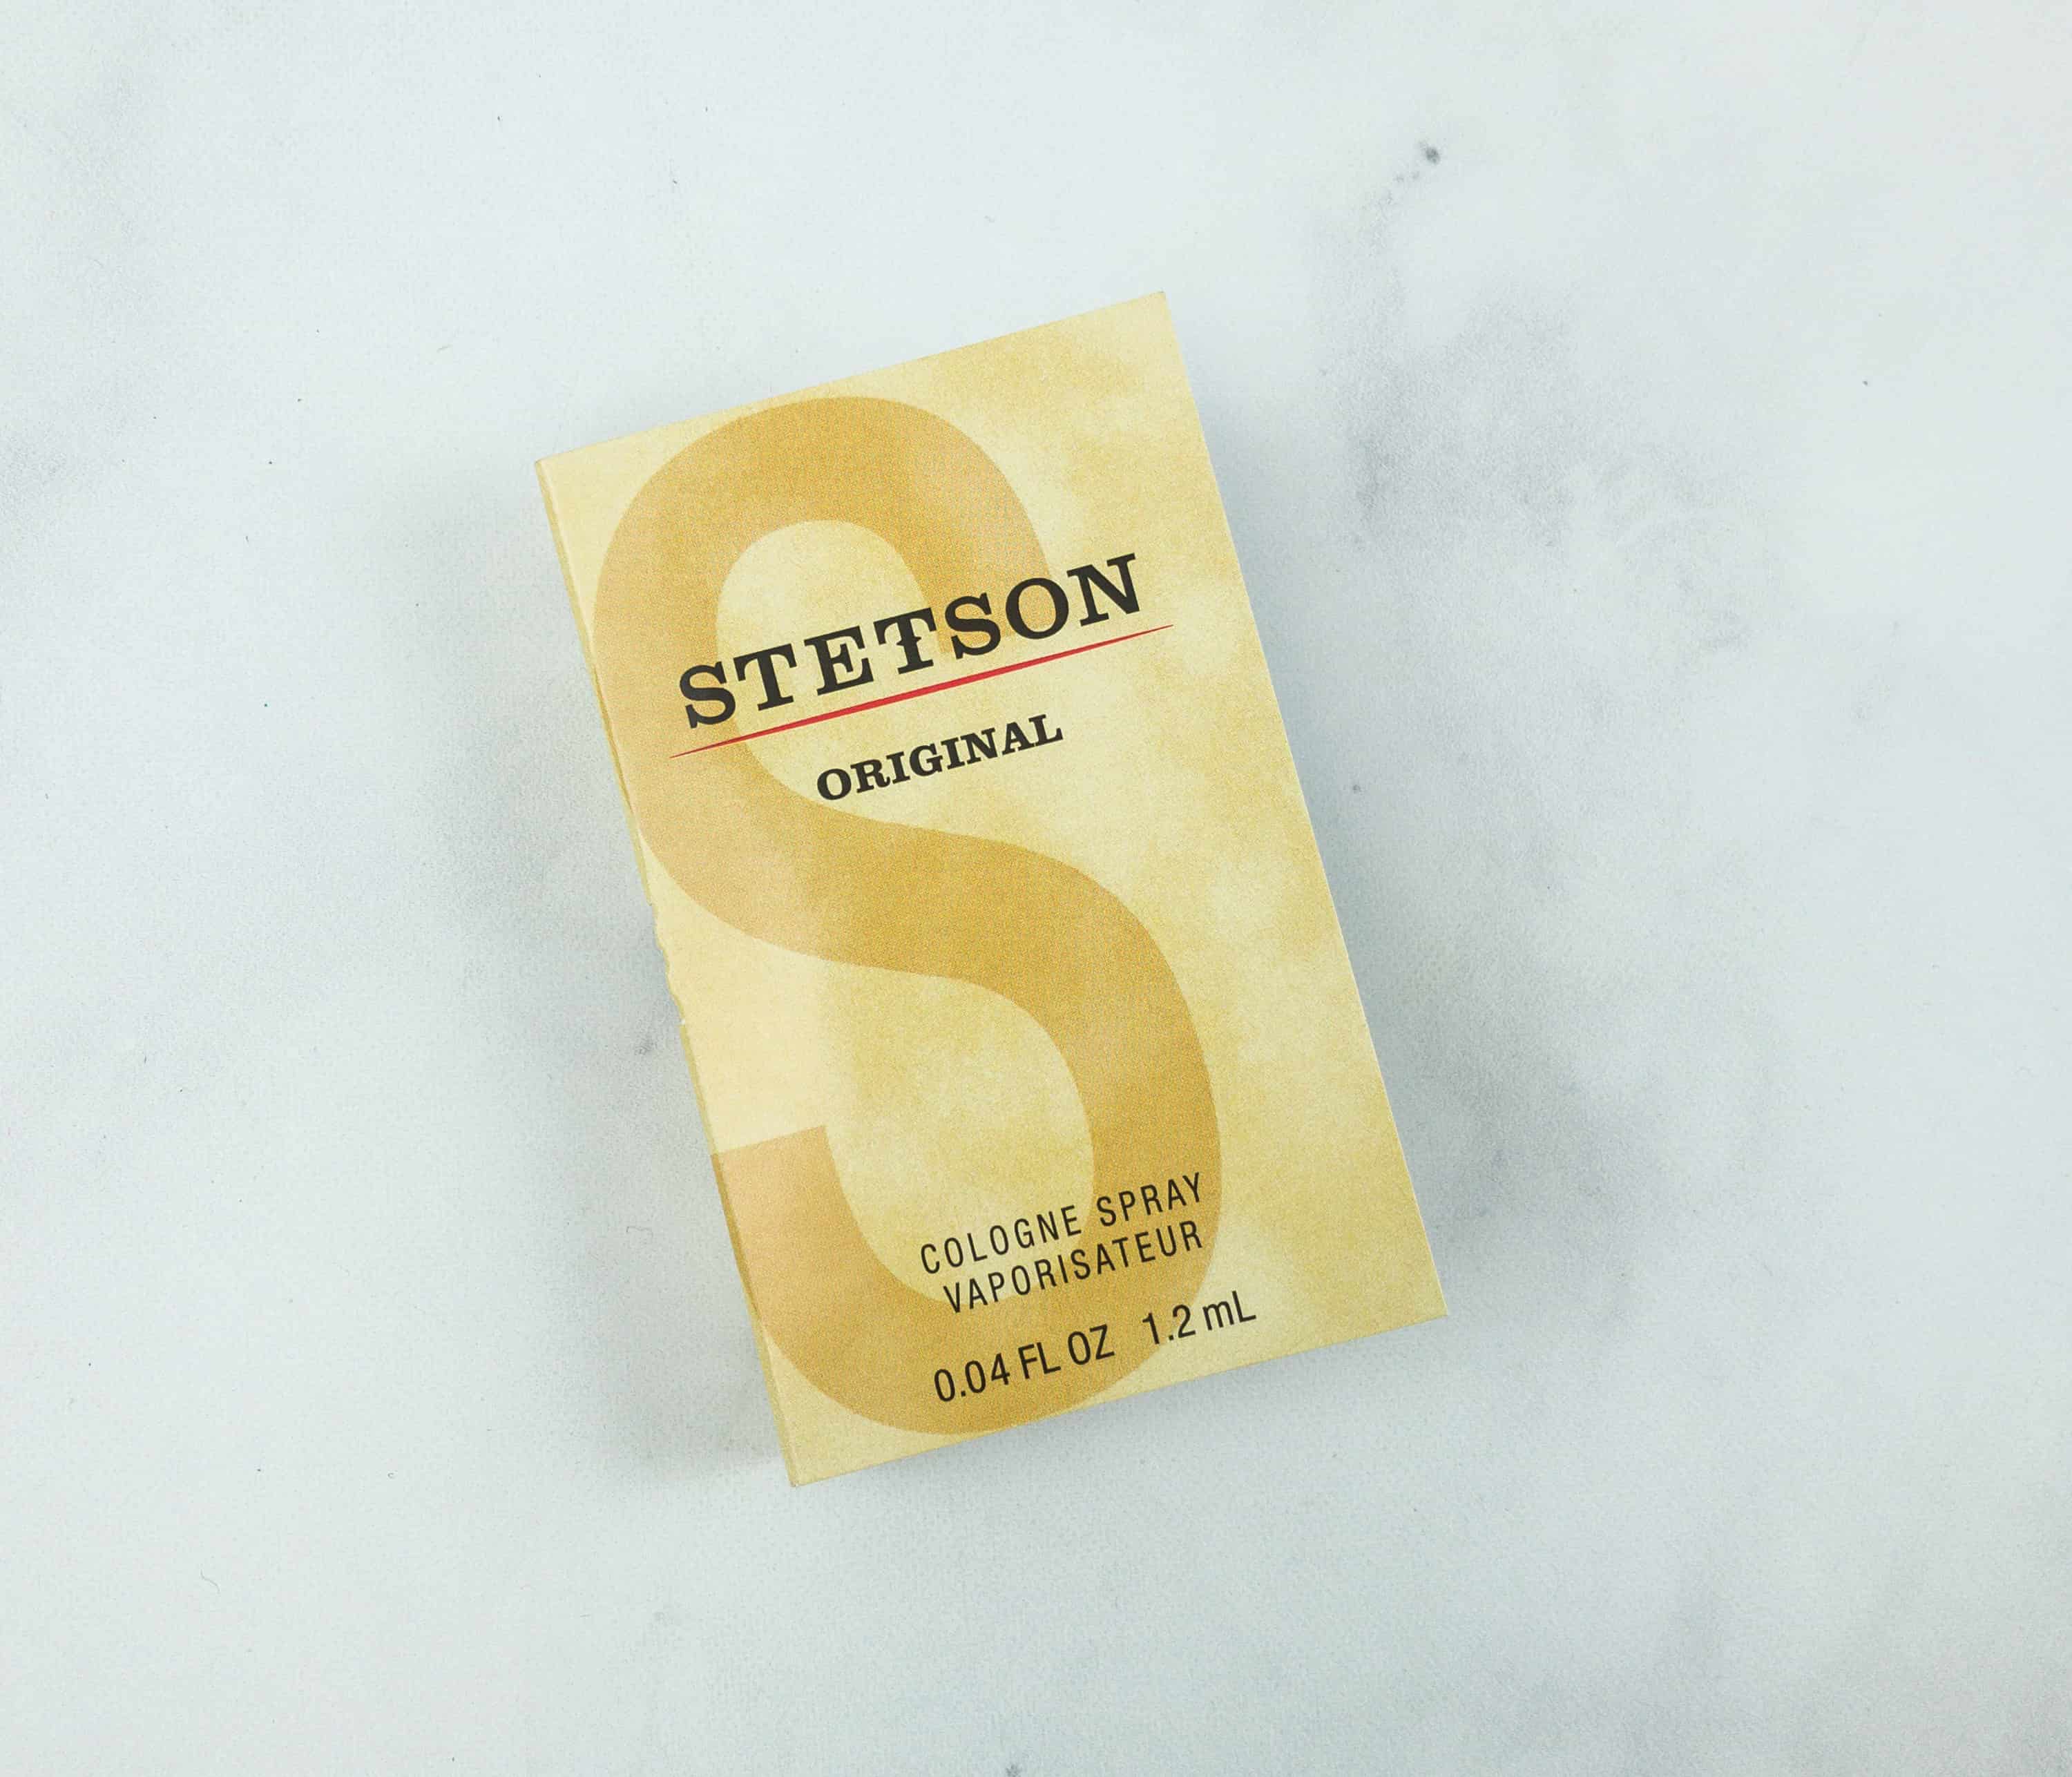 STETSON
ORIGINAL
COLOGNE SPRAY
VAPORISATEUR
0.04 FL OZ 1.2 mL